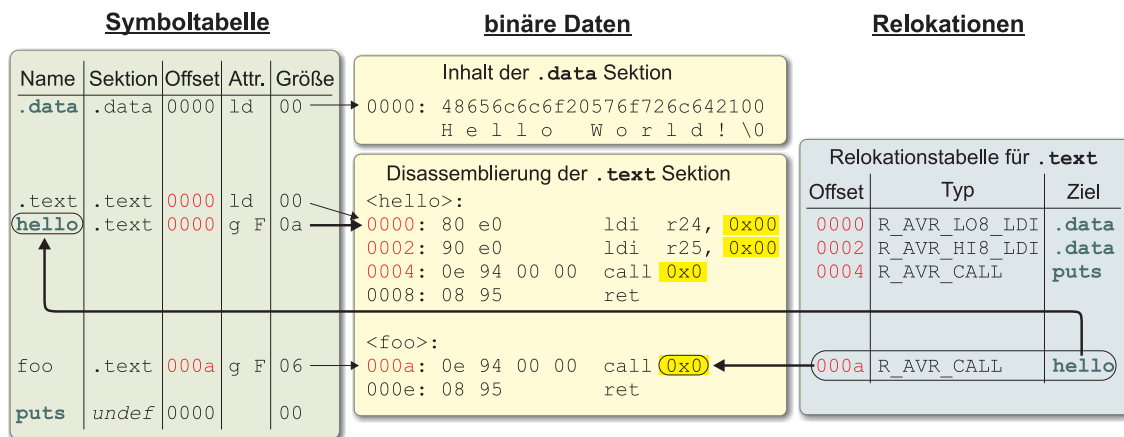 Symboltabelle
Name Sektion Offset Attr. Größe
.data .data 0000 ld 00
.text .text 0000 ld 00
hello .text 0000 g F 0a
foo .text 000a g F 06
puts undef 0000 00
binäre Daten
Inhalt der .data Sektion
0000: 48656c6c6f20576f726c642100
H e l l o W o r l d ! \0
Disassemblierung der .text Sektion
<hello>:
0000: 80 e0 ldi r24, 0x00
0002: 90 e0 ldi r25, 0x00
0004: 0e 94 00 00 call 0x0
0008: 08 95 ret
<foo>:
000a: 0e 94 00 00 call 0x0
000e: 08 95 ret
Relokationen
Relokationstabelle für .text
Offset Typ Ziel
0000 R_AVR_LO8_LDI .data
0002 R_AVR_HI8_LDI .data
0004 R_AVR_CALL puts
000a R_AVR_CALL hello